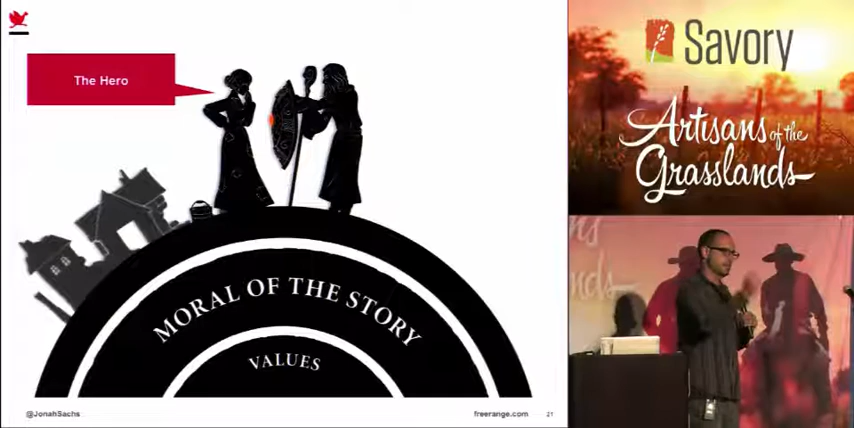 The Hero
MORAL OF THE STORY
VALUES
@JonahSachs
freerange.com
21
Savory
Artisans of the
Grasslands